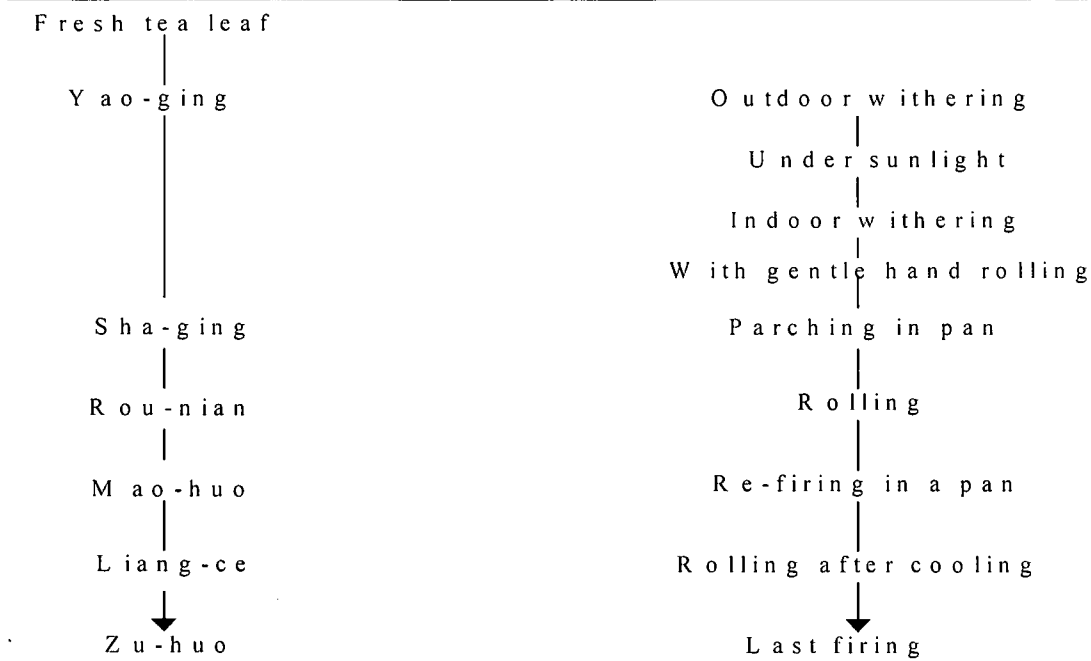 Fresh tea leaf
Yao-ging Outdoor withering
Under sunlight
Indoor withering
With gentle hand rolling
Sha-ging Parching in pan
Rou-nian Rolling
Mao-huo Re-firing in a pan
Liang-ce Rolling after cooling
Zu-huo Last firing